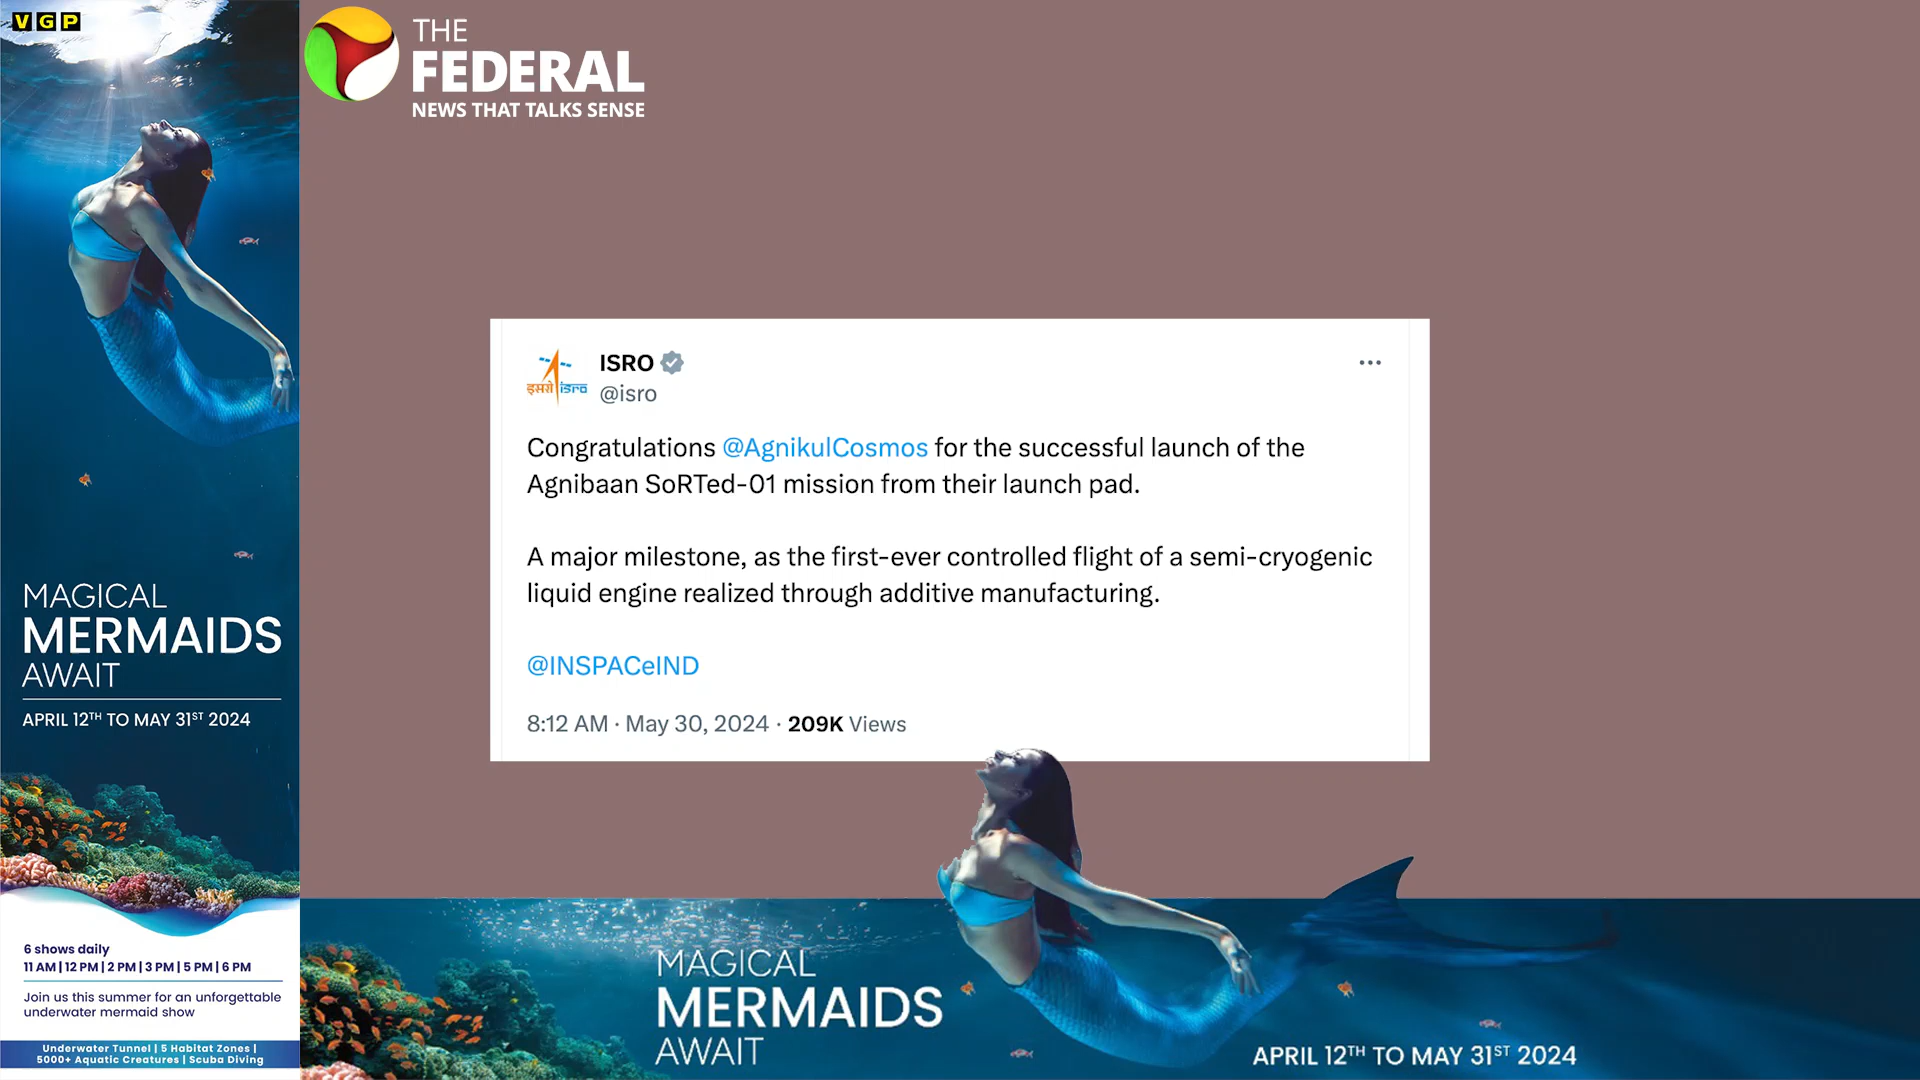 VGP
MAGICAL
MERMAIDS
AWAIT
APRIL 12TH TO MAY 31ST 2024
6 shows daily
11 AM | 12 PM | 2 PM | 3 PM | 5 PM | 6 PM
Join us this summer for an unforgettable
underwater mermaid show
Underwater Tunnel | 5 Habitat Zones |
5000+ Aquatic Creatures | Scuba Diving
THE
FEDERAL
NEWS THAT TALKS SENSE
इसरो isro
ISRO
@isro
Congratulations @AgnikulCosmos for the successful launch of the
Agnibaan SoRTed-01 mission from their launch pad.
A major milestone, as the first-ever controlled flight of a semi-cryogenic
liquid engine realized through additive manufacturing.
@INSPACeIND
8:12 AM · May 30, 2024 · 209K Views
MAGICAL
MERMAIDS
AWAIT
APRIL 12TH TO MAY 31ST 2024